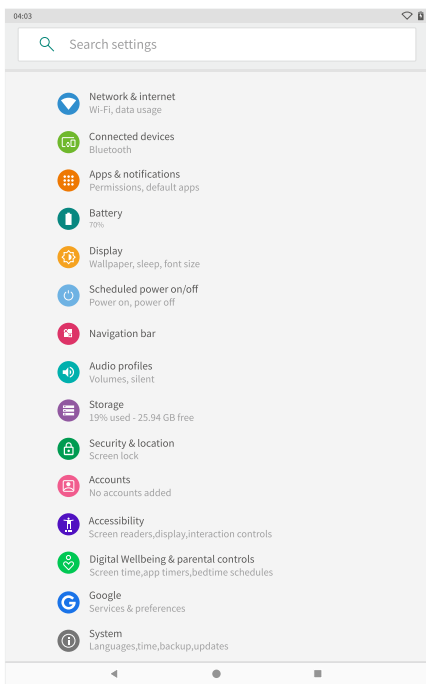 04:03
Search settings
Network & internet
Wi-Fi, data usage
Connected devices
Bluetooth
Apps & notifications
Permissions, default apps
Battery
70%
Display
Wallpaper, sleep, font size
Scheduled power on/off
Power on, power off
Navigation bar
Audio profiles
Volumes, silent
Storage
19% used - 25.94 GB free
Security & location
Screen lock
Accounts
No accounts added
Accessibility
Screen readers,display,interaction controls
Digital Wellbeing & parental controls
Screen time,app timers,bedtime schedules
Google
Services & preferences
System
Languages,time,backup,updates